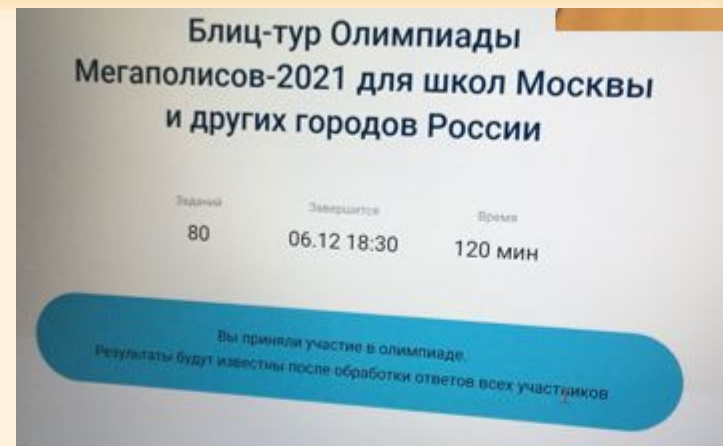 Блиц-тур Олимпиады
Мегаполисов-2021 для школ Москвы
и других городов России
Заданий
Завершится
Время
80
06.12 18:30
120 мин
Вы приняли участие в олимпиаде.
Результаты будут известны после обработки ответов всех участников